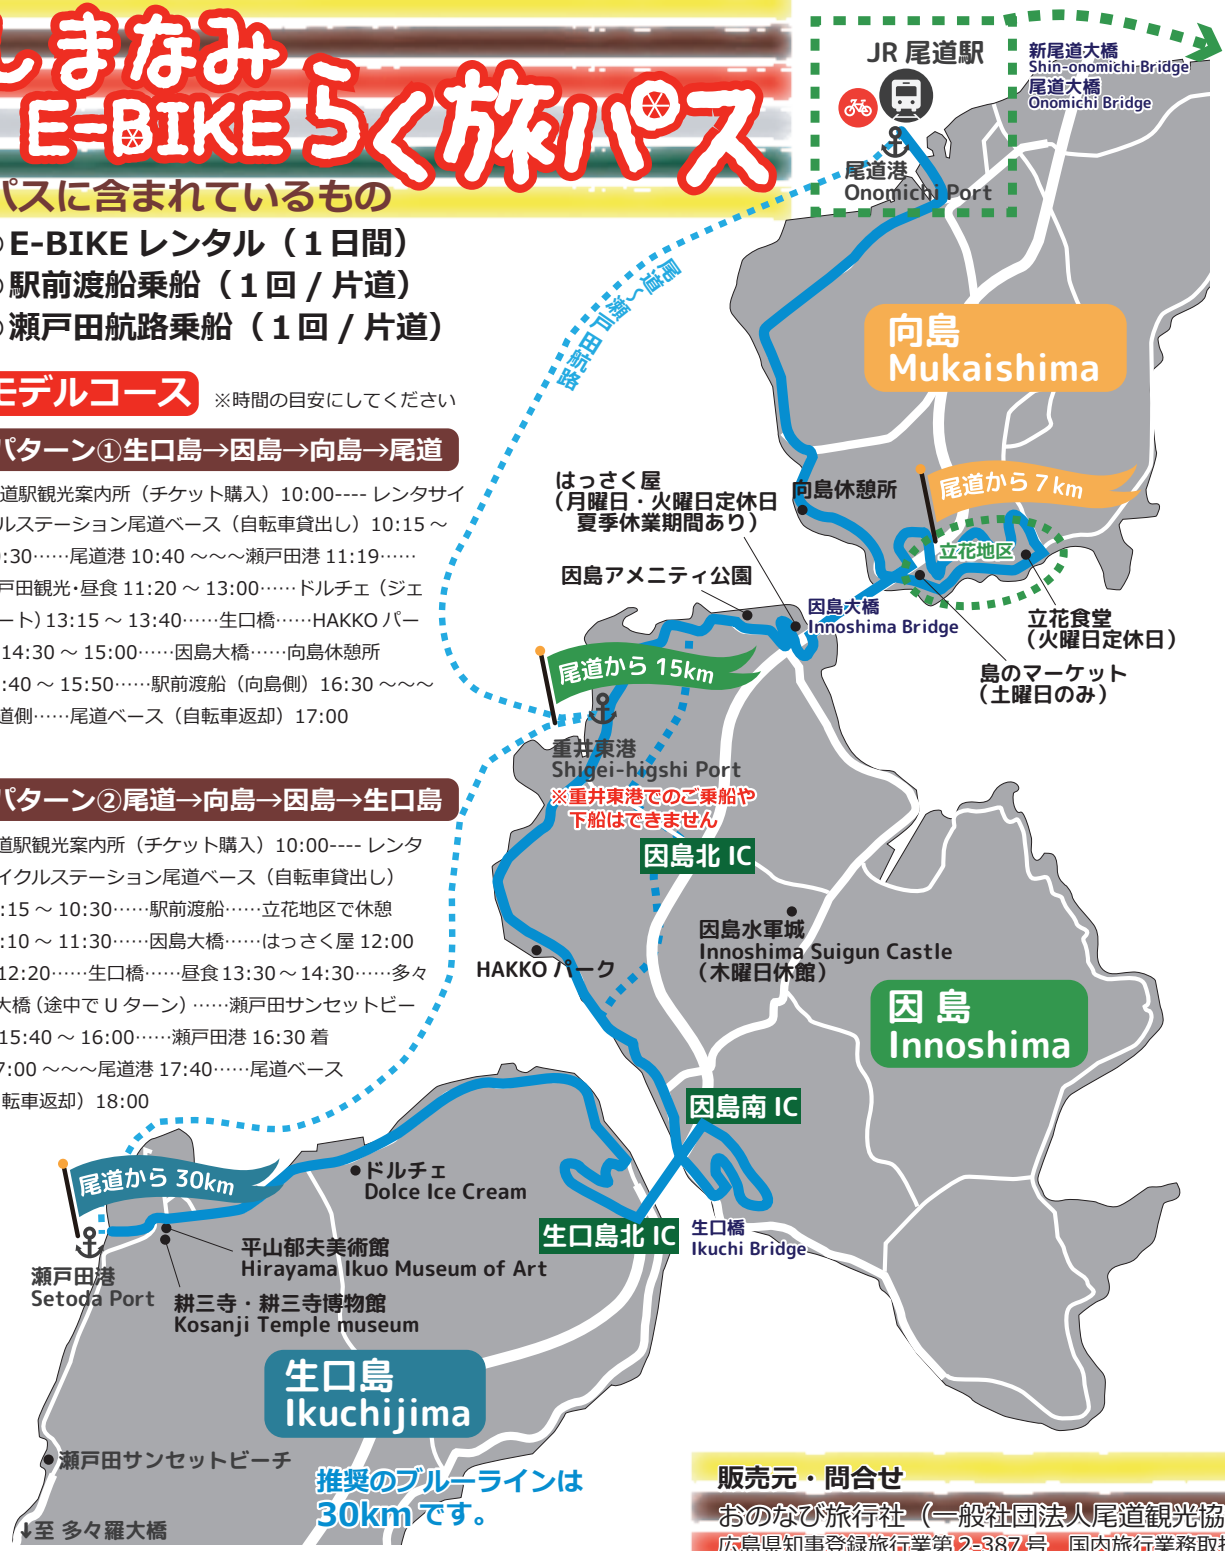 しまなみ
E-BIKE らく旅パス
パスに含まれているもの
E-BIKE レンタル（１日間）
駅前渡船乗船（１回 / 片道）
瀬戸田航路乗船（１回 / 片道）
モデルコース ※時間の目安にしてください
パターン①生口島→因島→向島→尾道
道駅観光案内所（チケット購入）10:00---- レンタサイ
ルステーション尾道ベース（自転車貸出し）10:15 ～
:30……尾道港 10:40 ～～～瀬戸田港 11:19……
戸田観光・昼食 11:20 ～ 13:00……ドルチェ（ジェ
ート）13:15 ～ 13:40……生口橋……HAKKO パー
14:30 ～ 15:00……因島大橋……向島休憩所
:40 ～ 15:50……駅前渡船（向島側）16:30 ～～～
道側……尾道ベース（自転車返却）17:00
パターン②尾道→向島→因島→生口島
道駅観光案内所（チケット購入）10:00---- レンタ
イクルステーション尾道ベース（自転車貸出し）
:15 ～ 10:30……駅前渡船……立花地区で休憩
:10 ～ 11:30……因島大橋……はっさく屋 12:00
12:20……生口橋……昼食 13:30 ～ 14:30……多々
大橋（途中で U ターン）……瀬戸田サンセットビー
15:40 ～ 16:00……瀬戸田港 16:30 着
7:00 ～～～尾道港 17:40……尾道ベース
転車返却）18:00
JR 尾道駅
尾道港
Onomichi Port
新尾道大橋
Shin-onomichi Bridge
尾道大橋
Onomichi Bridge
尾道～瀬戸田航路
向島
Mukaishima
はっさく屋
（月曜日・火曜日定休日
夏季休業期間あり）
向島休憩所
尾道から 7 km
立花地区
因島アメニティ公園
因島大橋
Innoshima Bridge
立花食堂
（火曜日定休日）
島のマーケット
（土曜日のみ）
尾道から 15km
重井東港
Shigei-higshi Port
※重井東港でのご乗船や
下船はできません
因島北 IC
因島水軍城
Innoshima Suigun Castle
（木曜日休館）
HAKKO パーク
因 島
Innoshima
因島南 IC
尾道から 30km
ドルチェ
Dolce Ice Cream
生口島北 IC
生口橋
Ikuchi Bridge
平山郁夫美術館
Hirayama Ikuo Museum of Art
瀬戸田港
Setoda Port
耕三寺・耕三寺博物館
Kosanji Temple museum
生口島
Ikuchijima
瀬戸田サンセットビーチ
推奨のブルーラインは
30km です。
↓至 多々羅大橋
販売元・問合せ
おのなび旅行社（一般社団法人尾道観光協
広島県知事登録旅行業第 2-387 号 国内旅行業務取扱